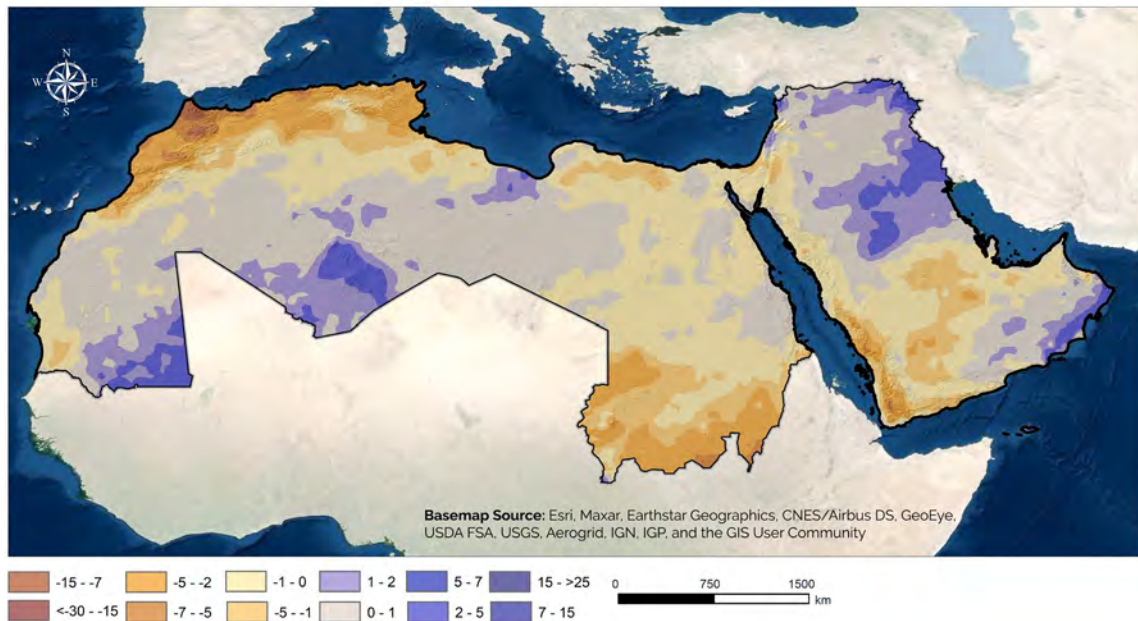 N
W E
S
Basemap Source: Esri, Maxar, Earthstar Geographics, CNES/Airbus DS, GeoEye,
USDA FSA, USGS, Aerogrid, IGN, IGP, and the GIS User Community
-15 - -7 -5 - -2 -1 - 0 1 - 2 5 - 7 15 - >25
<-30 - -15 -7 - -5 -5 - -1 0 - 1 2 - 5 7 - 15
0 750 1500
km